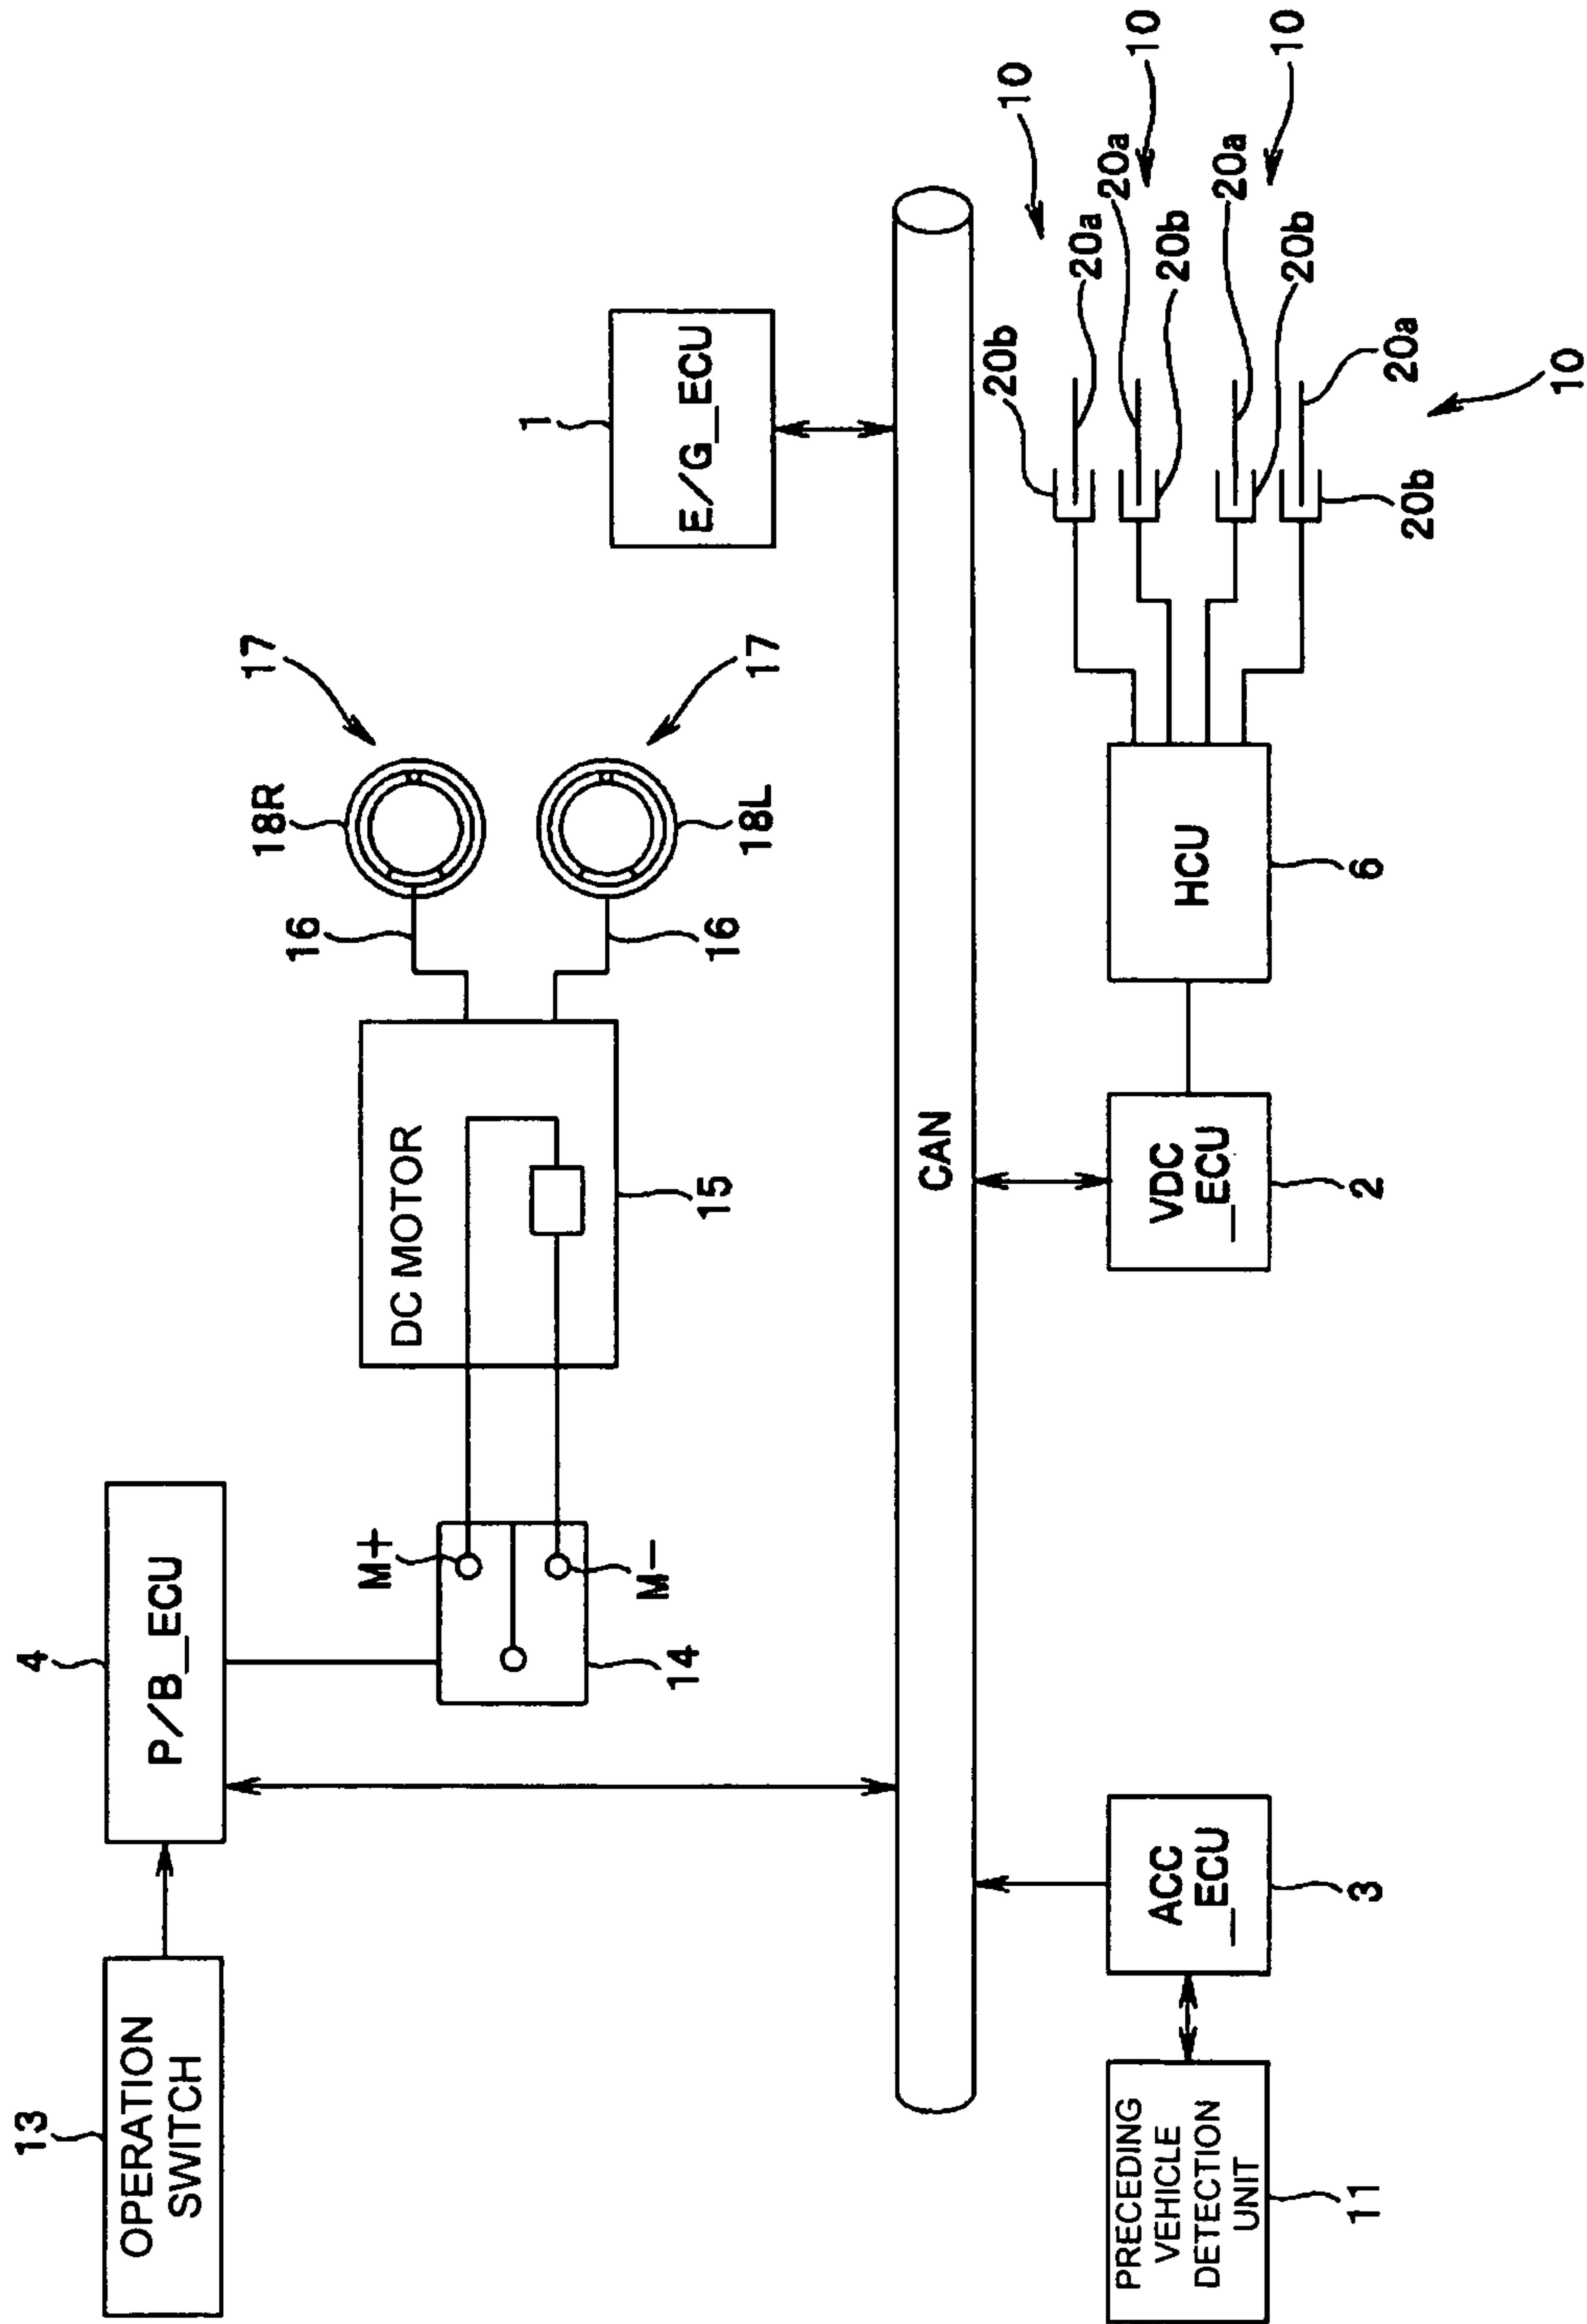 13
OPERATION
SWITCH
4
P/B_ECU
M+
M-
14
DC MOTOR
15
16
16
18R
18L
17
17
1
E/G_ECU
CAN
PRECEDING
VEHICLE
DETECTION
UNIT
11
ACC
_ECU
3
VDC
_ECU
2
HCU
6
20b
20a
10
20a
20b
10
20a
20b
10
20a
20b
10